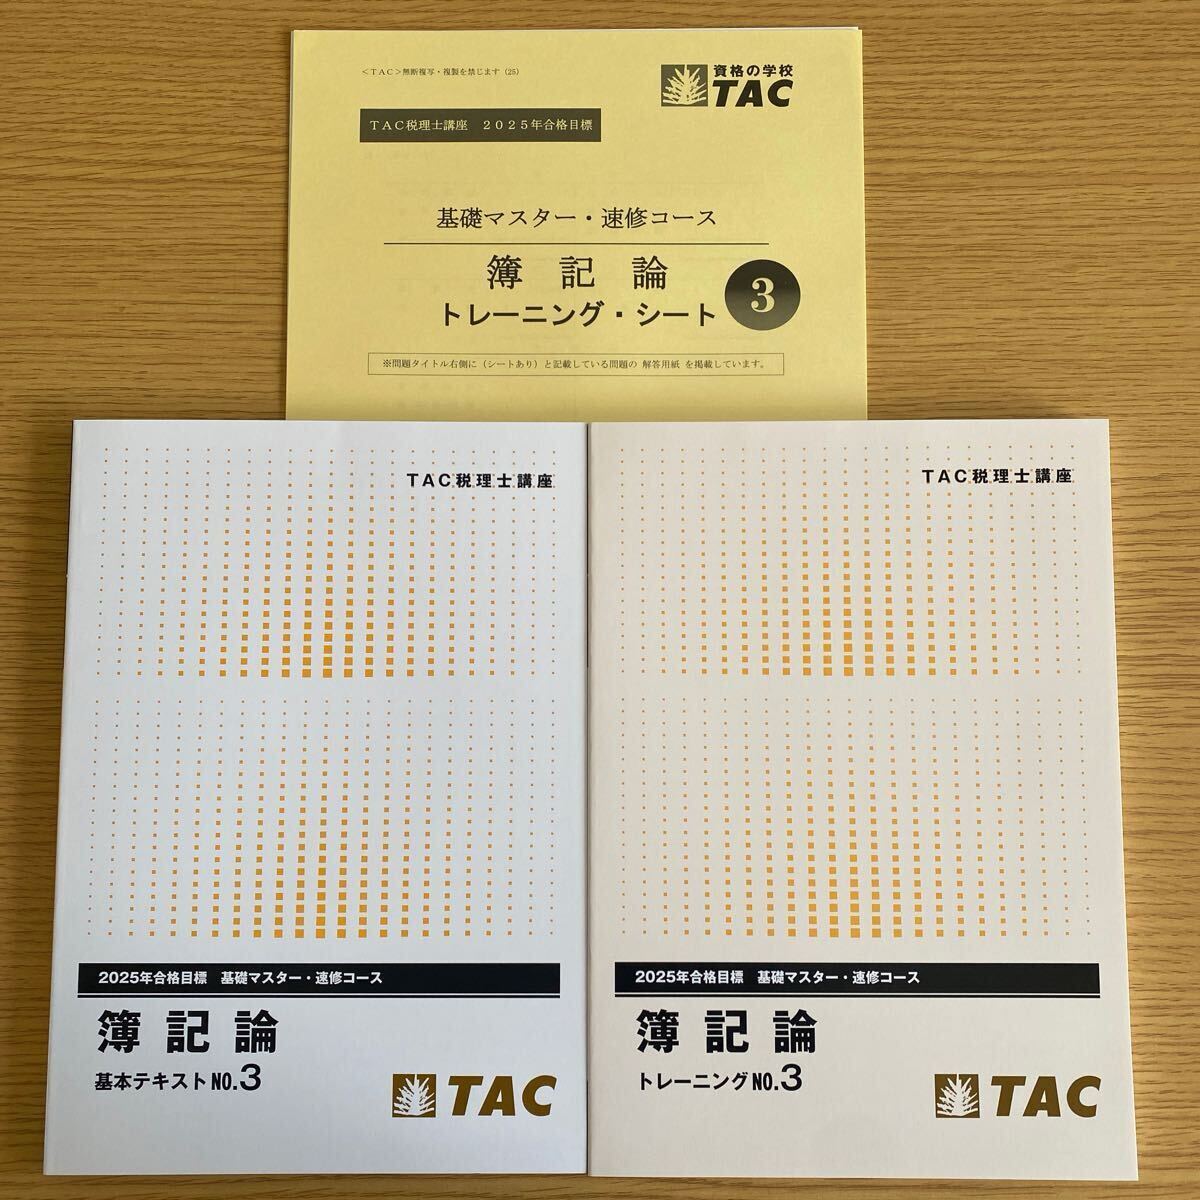 <TAC>無断複写・複製を禁じます (25)
資格の学校
TAC
TAC税理士講座　2025年合格目標
基礎マスター・速修コース
簿 記 論
トレーニング・シート
3
※問題タイトル右側に（シートあり）と記載している問題の 解答用紙 を掲載しています。
TAC税理士講座
2025年合格目標　基礎マスター・速修コース
簿 記 論
基本テキスト NO.3
TAC
TAC税理士講座
2025年合格目標　基礎マスター・速修コース
簿 記 論
トレーニング NO.3
TAC